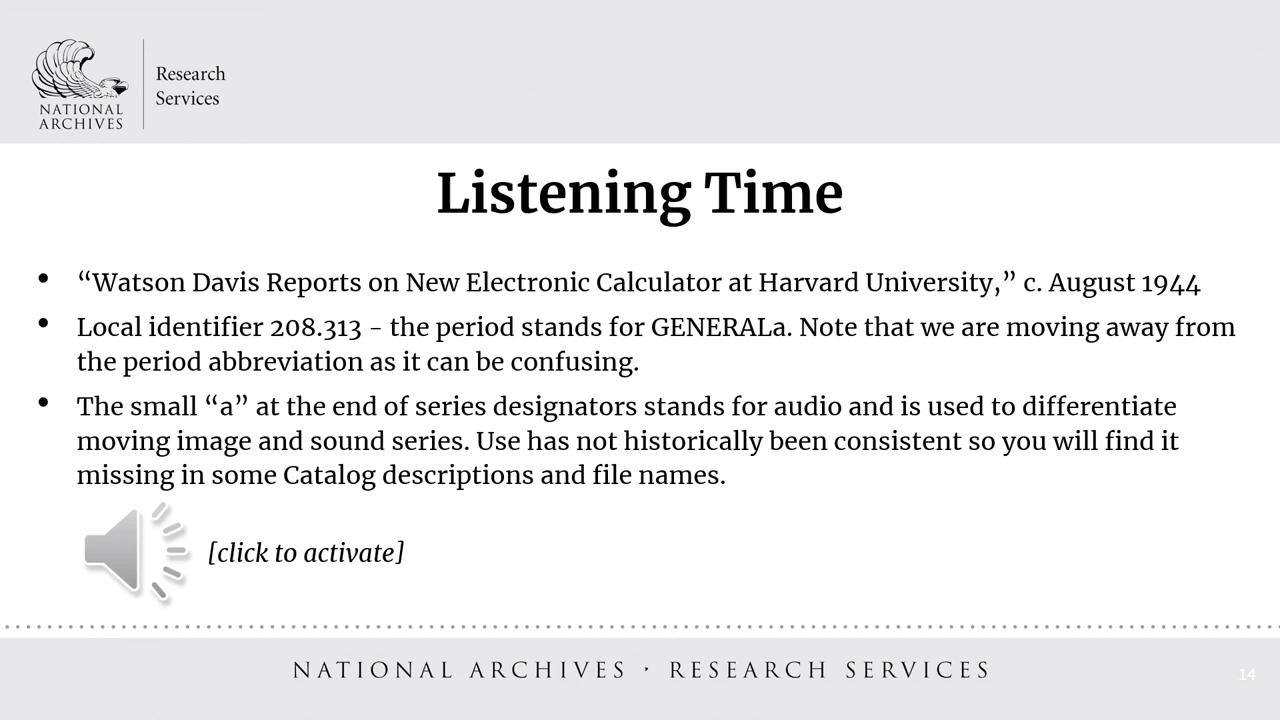 NATIONAL
ARCHIVES
Research
Services
Listening Time
• “Watson Davis Reports on New Electronic Calculator at Harvard University,” c. August 1944
• Local identifier 208.313 - the period stands for GENERALa. Note that we are moving away from
the period abbreviation as it can be confusing.
• The small “a” at the end of series designators stands for audio and is used to differentiate
moving image and sound series. Use has not historically been consistent so you will find it
missing in some Catalog descriptions and file names.
[click to activate]
NATIONAL ARCHIVES · RESEARCH SERVICES
14